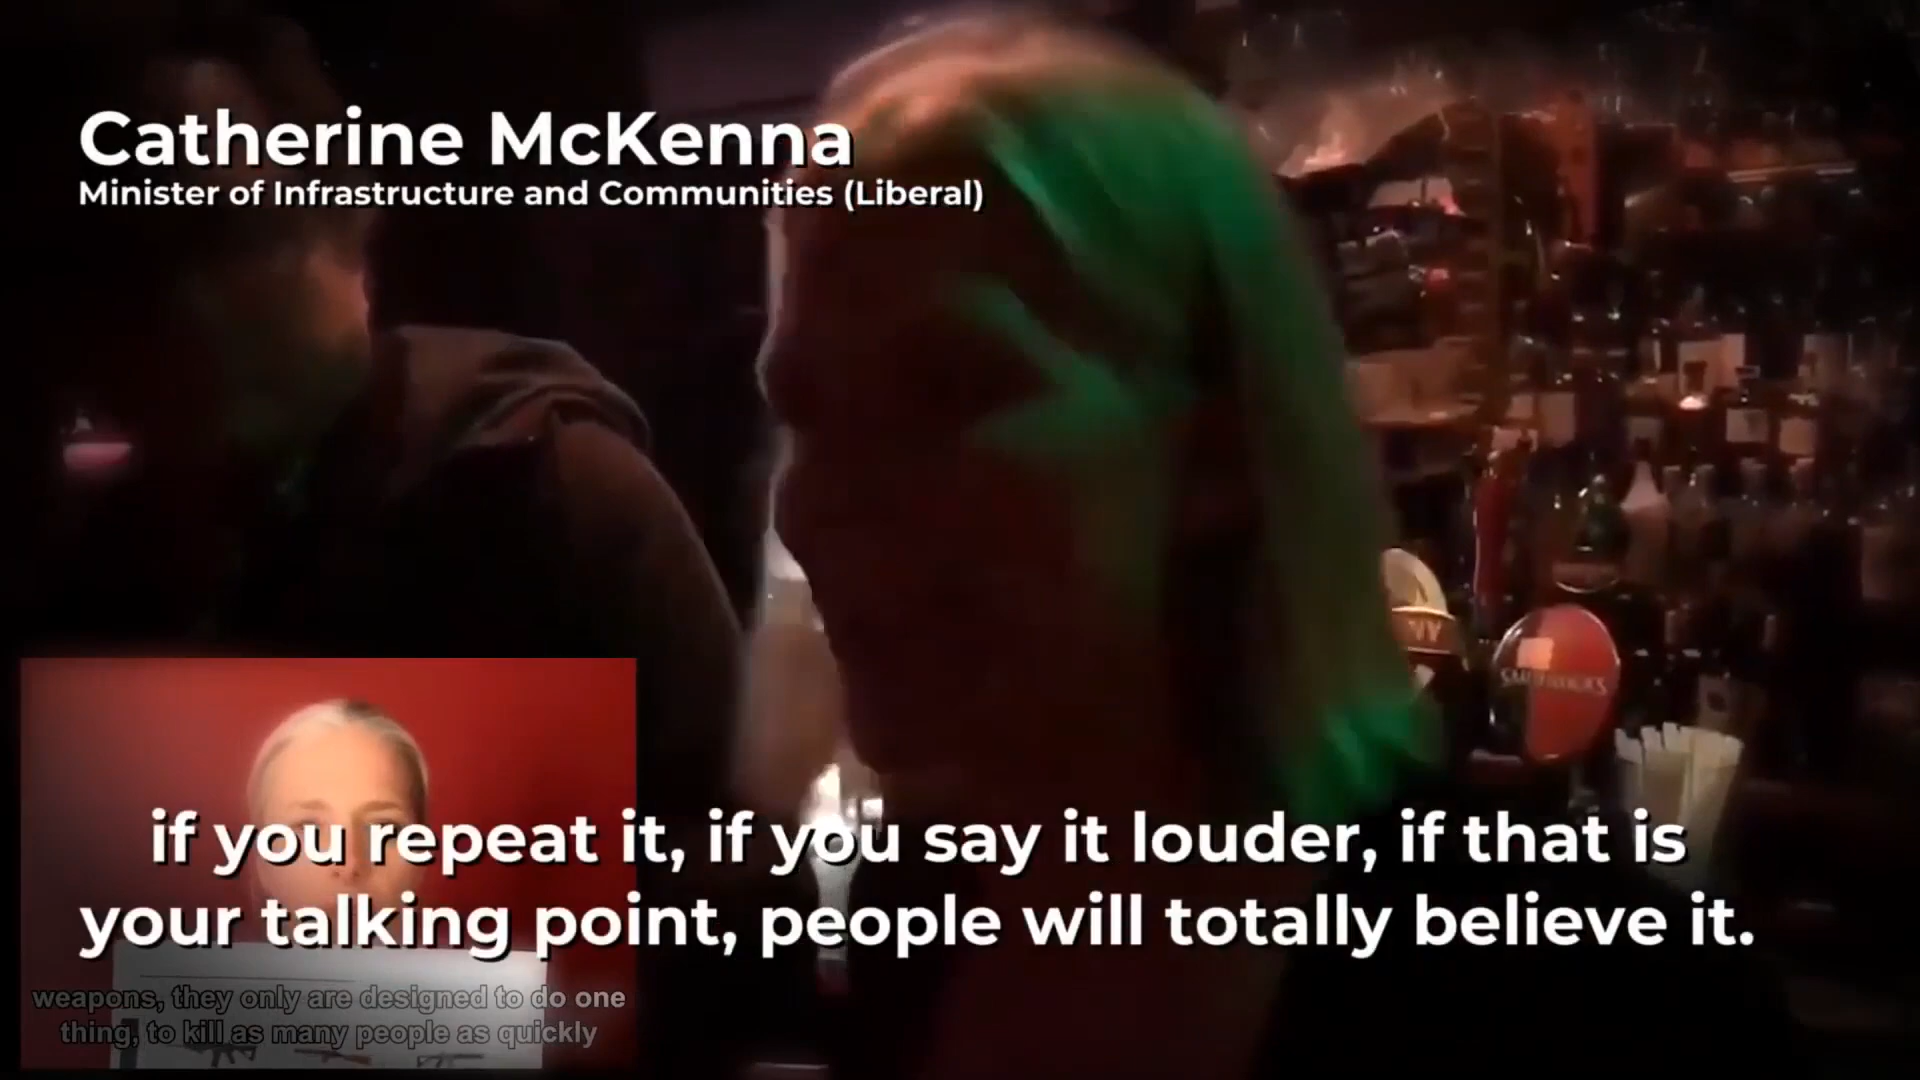 Catherine McKenna
Minister of Infrastructure and Communities (Liberal)
if you repeat it, if you say it louder, if that is
your talking point, people will totally believe it.
weapons, they only are designed to do one
thing, to kill as many people as quickly
SMITHWICK'S